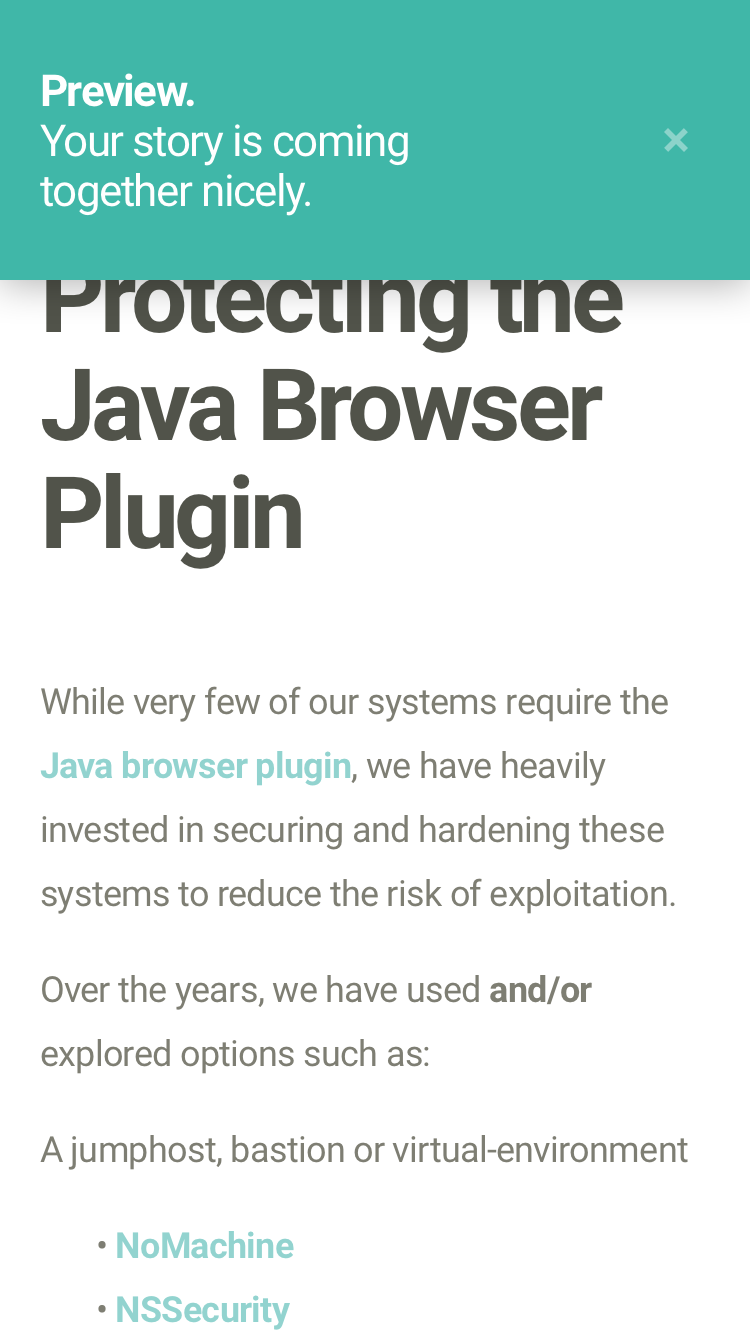 Preview.
Your story is coming
together nicely.
×
Protecting the
Java Browser
Plugin
While very few of our systems require the
Java browser plugin, we have heavily
invested in securing and hardening these
systems to reduce the risk of exploitation.
Over the years, we have used and/or
explored options such as:
A jumphost, bastion or virtual-environment
• NoMachine
• NSSecurity